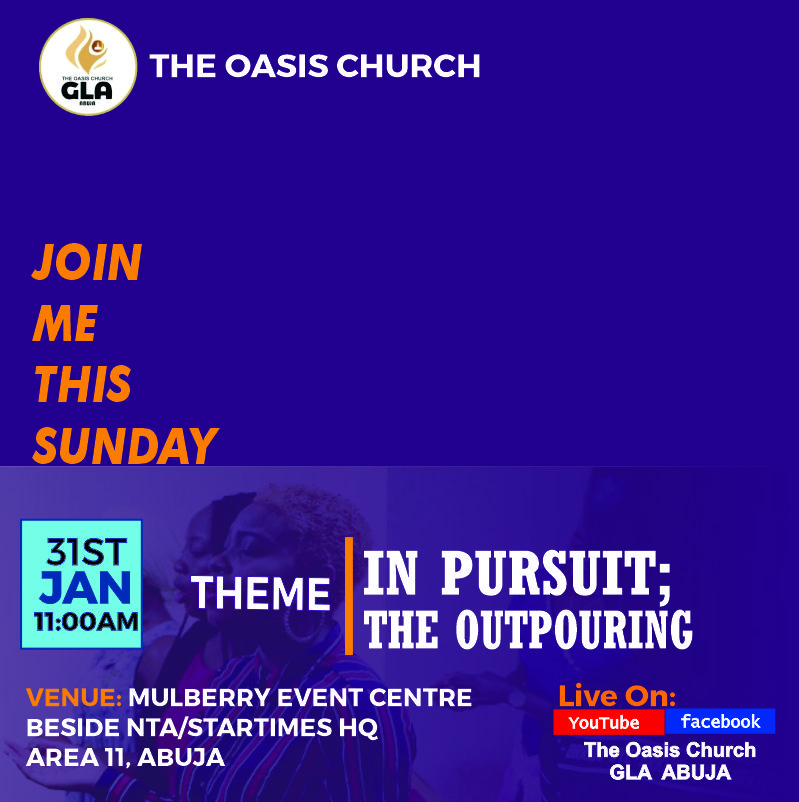 THE OASIS CHURCH
GLA
ABUJA
THE OASIS CHURCH
JOIN
ME
THIS
SUNDAY
31ST
JAN
11:00AM
THEME
IN PURSUIT;
THE OUTPOURING
VENUE: MULBERRY EVENT CENTRE
BESIDE NTA/STARTIMES HQ
AREA 11, ABUJA
Live On:
YouTube facebook
The Oasis Church
GLA ABUJA